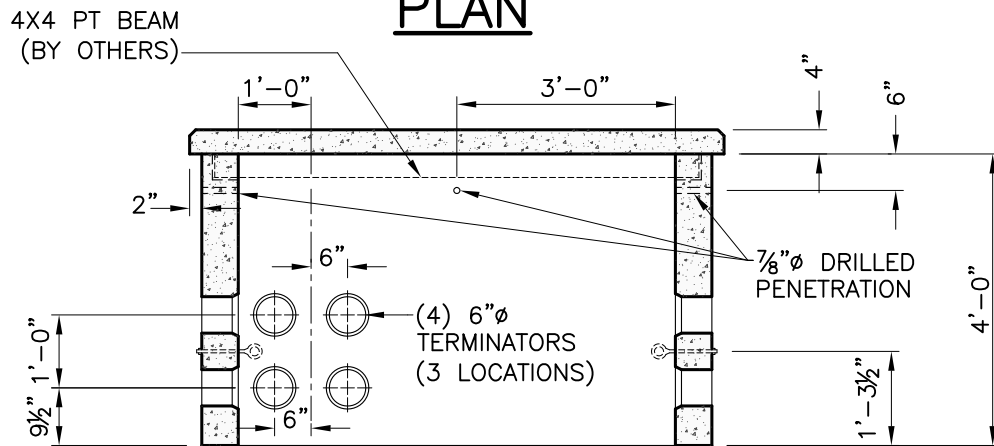 PLAN
4X4 PT BEAM
(BY OTHERS)
1'-0"
3'-0"
4"
6"
2"
6"
7/8"ø DRILLED
PENETRATION
(4) 6"ø
TERMINATORS
(3 LOCATIONS)
4'-0"
1'-0"
9½"
6"
1'-3½"